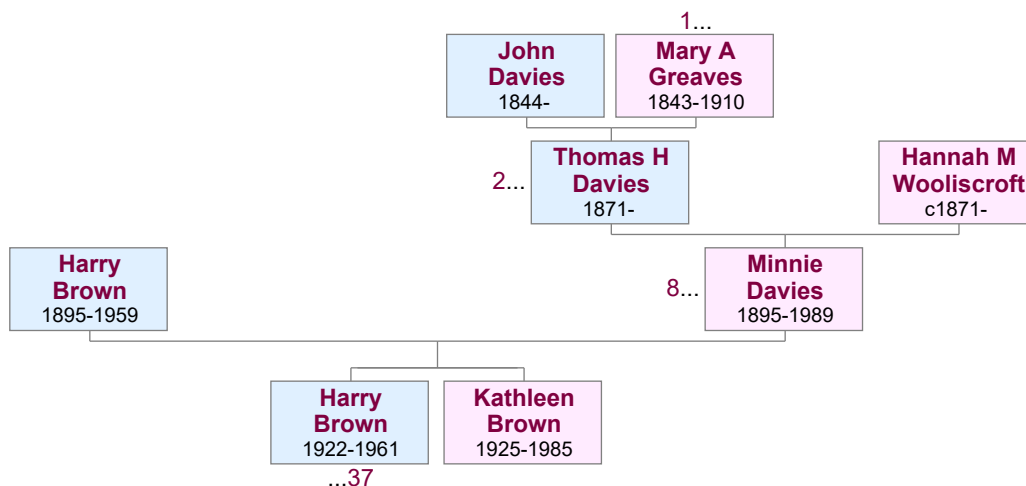 1...
John
Davies
1844-
Mary A
Greaves
1843-1910
2...
Thomas H
Davies
1871-
Hannah M
Wooliscroft
c1871-
Harry
Brown
1895-1959
8...
Minnie
Davies
1895-1989
Harry
Brown
1922-1961
Kathleen
Brown
1925-1985
...37